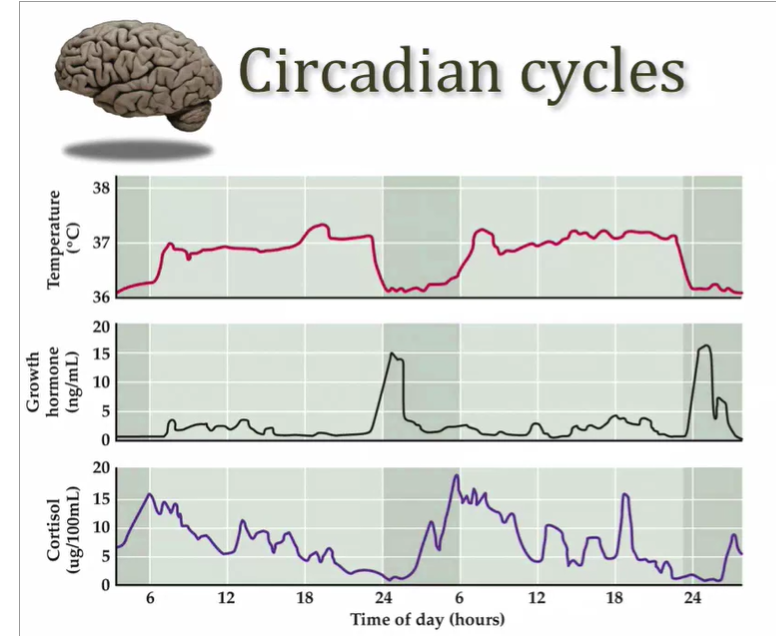 Circadian cycles
Temperature
(°C)
38
37
36
Growth
hormone
(ng/mL)
20
15
10
5
0
Cortisol
(ug/100mL)
20
15
10
5
0
6 12 18 24 6 12 18 24
Time of day (hours)